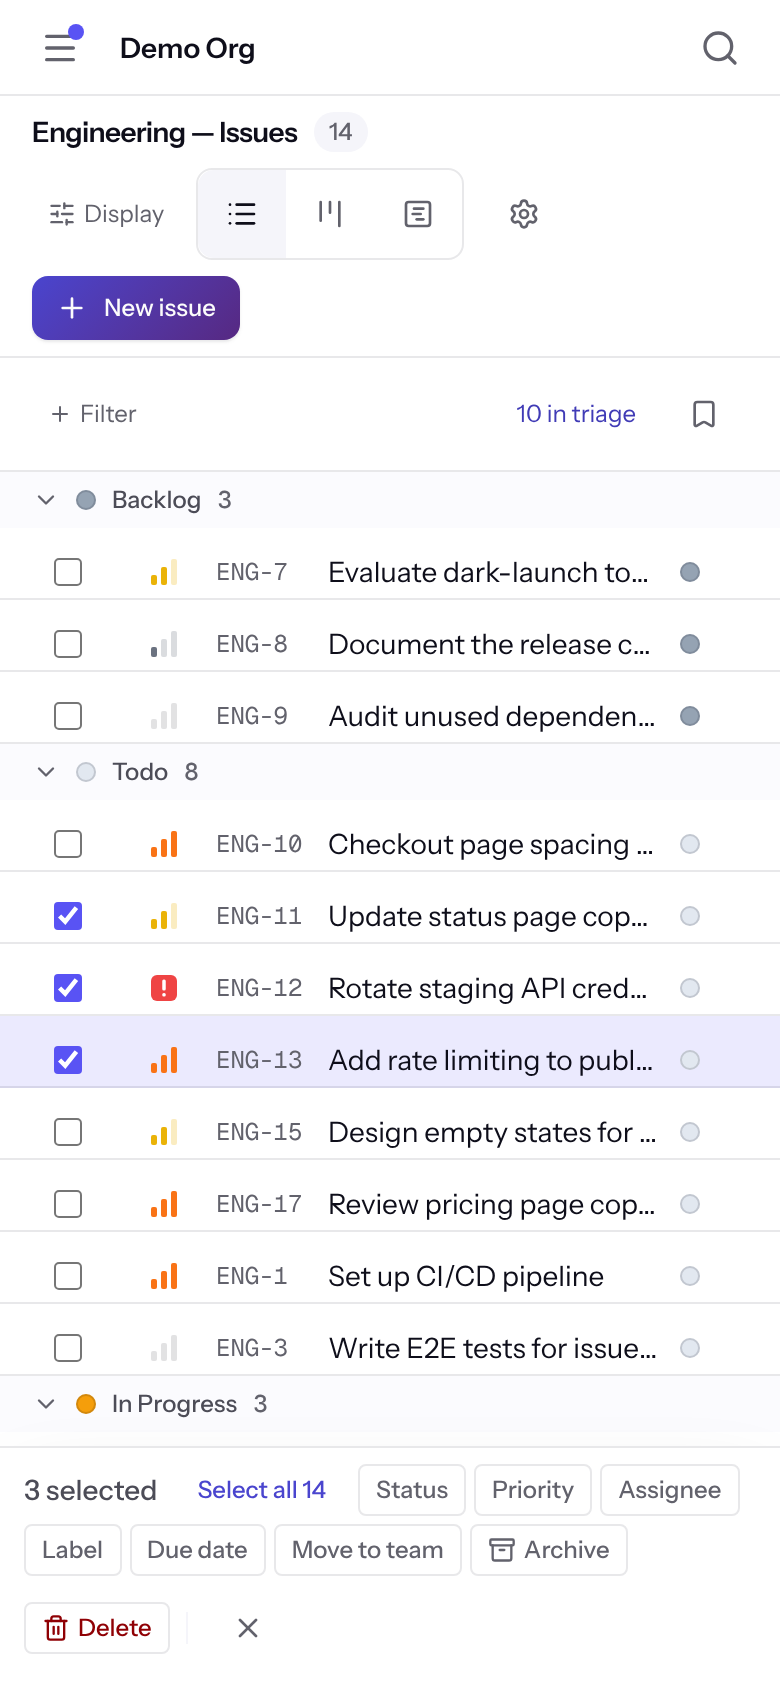 Demo Org
Engineering — Issues 14
Display
New issue
Filter 10 in triage
Backlog 3
ENG-7 Evaluate dark-launch to...
ENG-8 Document the release c...
ENG-9 Audit unused dependen...
Todo 8
ENG-10 Checkout page spacing ...
ENG-11 Update status page cop...
ENG-12 Rotate staging API cred...
ENG-13 Add rate limiting to publ...
ENG-15 Design empty states for ...
ENG-17 Review pricing page cop...
ENG-1 Set up CI/CD pipeline
ENG-3 Write E2E tests for issue...
In Progress 3
3 selected Select all 14 Status Priority Assignee
Label Due date Move to team Archive
Delete